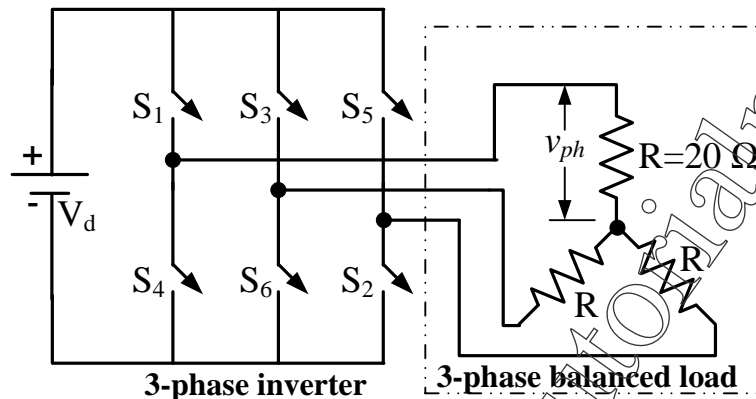 S1 S3 S5
vph
R=20 Ω
+
-
Vd
S4 S6 S2
R R
3-phase inverter
3-phase balanced load